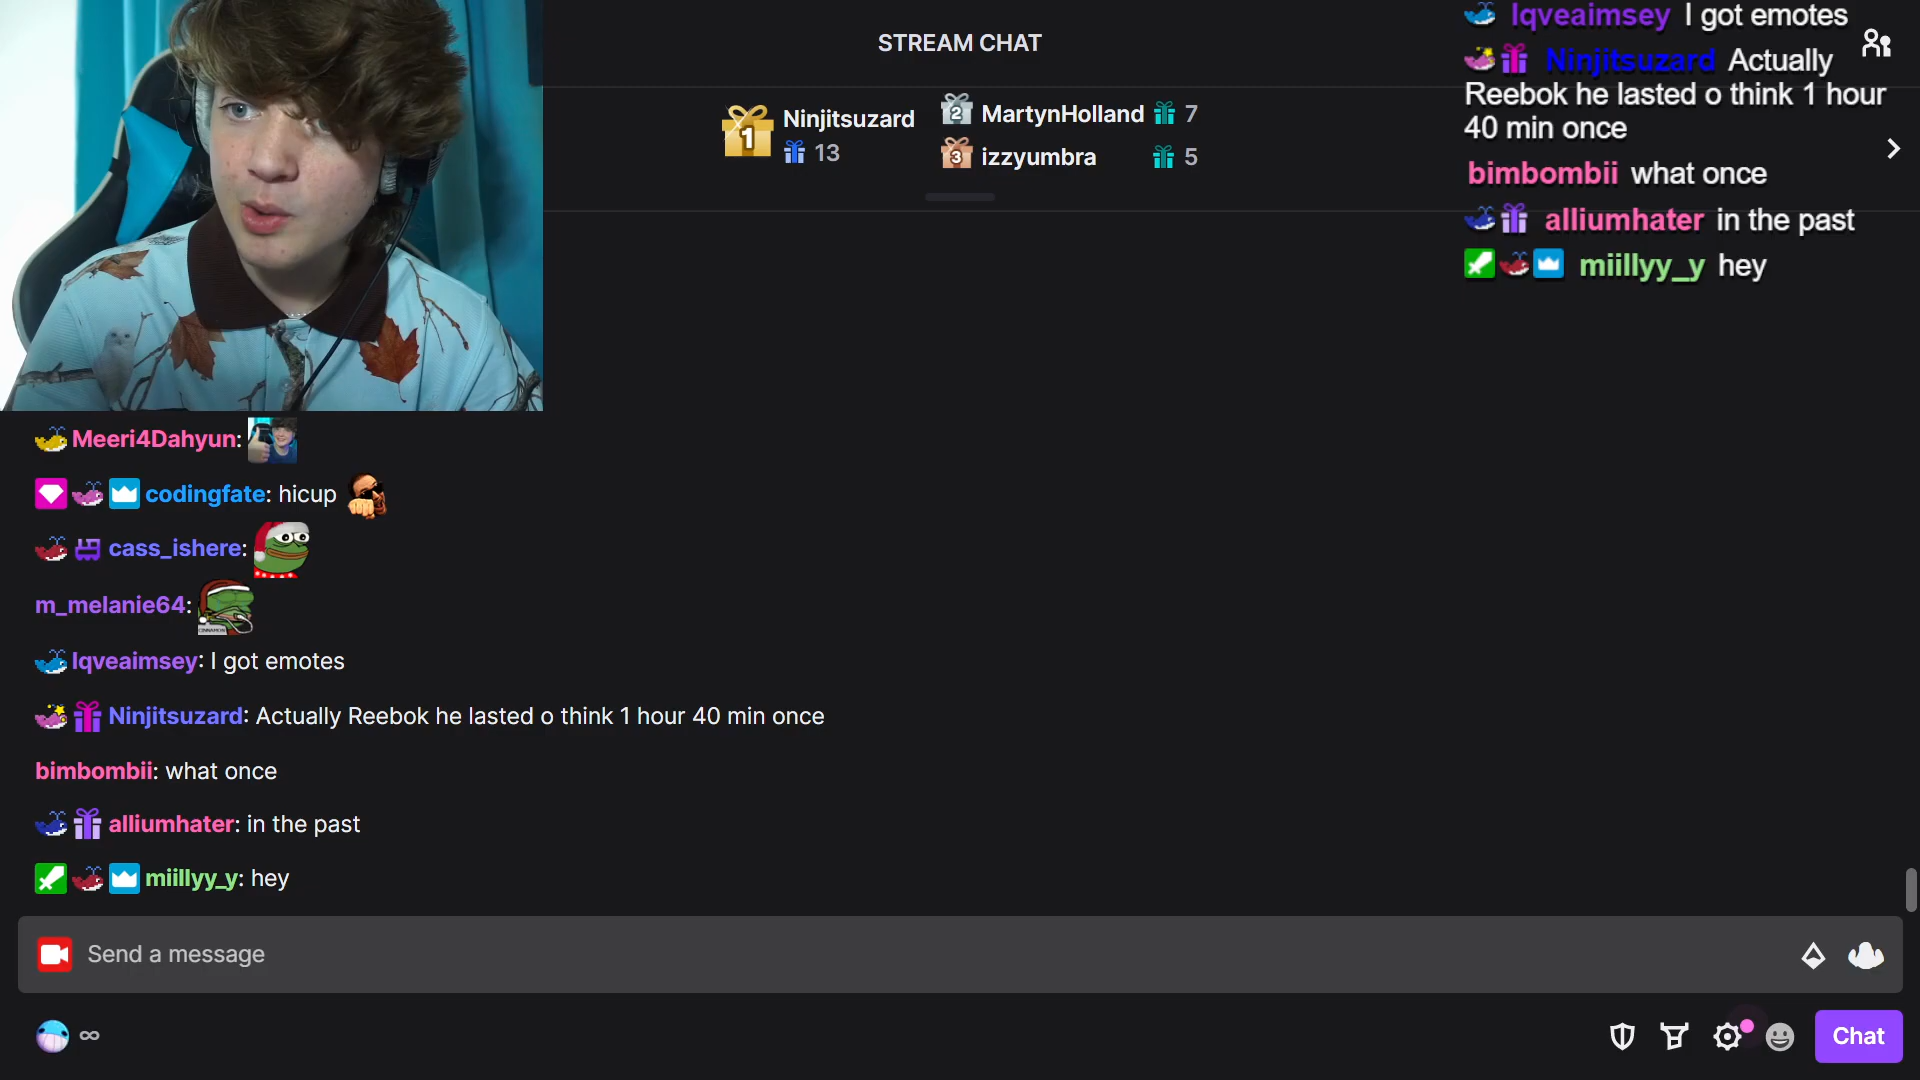 STREAM CHAT
1 Ninjitsuzard 13
2 MartynHolland 7
3 izzyumbra 5
lqveaimsey I got emotes
Ninjitsuzard Actually
Reebok he lasted o think 1 hour
40 min once
bimbombii what once
alliumhater in the past
miillyy_y hey
Meeri4Dahyun:
codingfate: hicup
cass_ishere:
m_melanie64:
lqveaimsey: I got emotes
Ninjitsuzard: Actually Reebok he lasted o think 1 hour 40 min once
bimbombii: what once
alliumhater: in the past
miillyy_y: hey
Send a message
∞
Chat